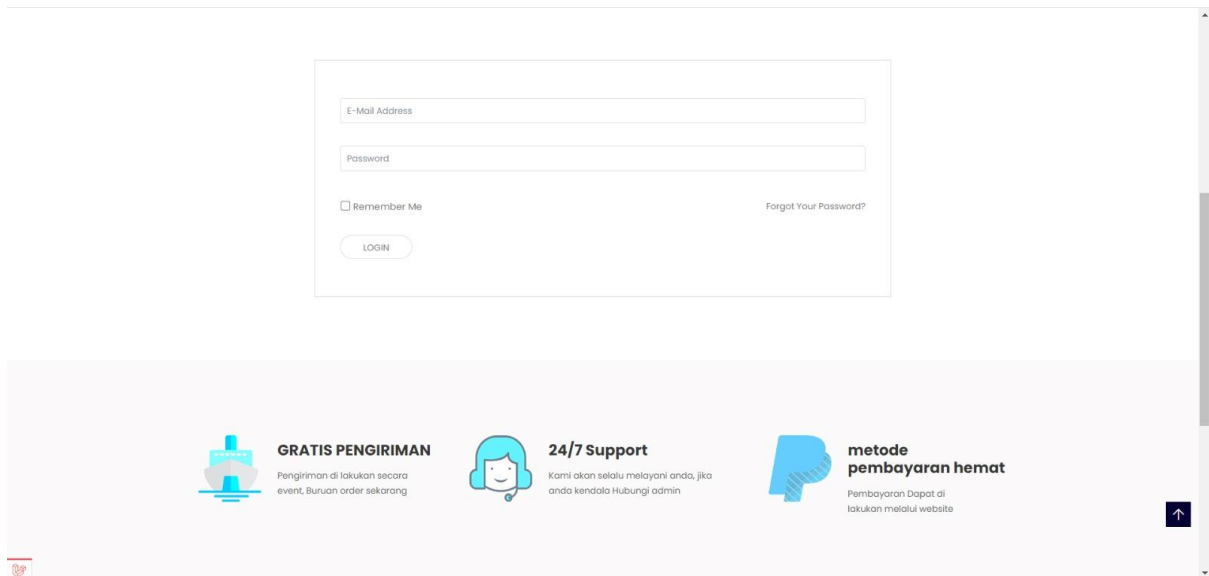 E-Mail Address
Password
Remember Me
Forgot Your Password?
LOGIN
GRATIS PENGIRIMAN
Pengiriman di lakukan secara
event, Buruan order sekarang
24/7 Support
Kami akan selalu melayani anda, jika
anda kendala Hubungi admin
metode
pembayaran hemat
Pembayaran Dapat di
lakukan melalui website